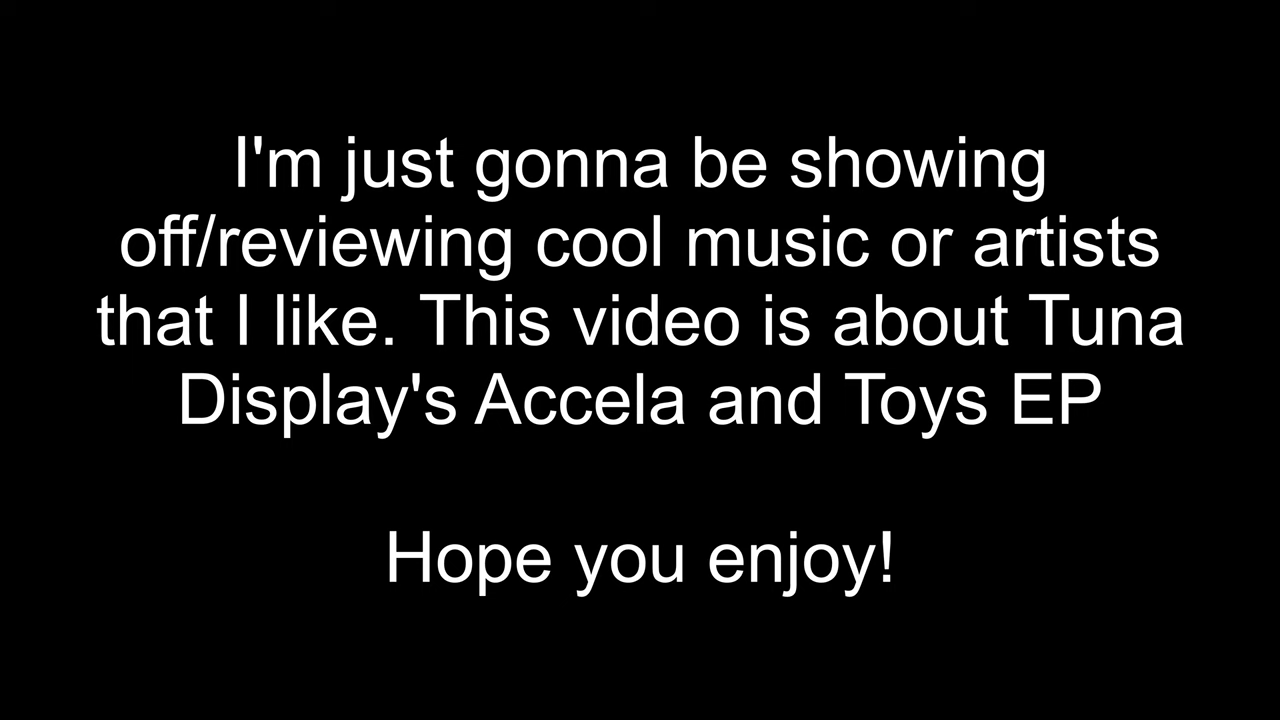 I'm just gonna be showing
off/reviewing cool music or artists
that I like. This video is about Tuna
Display's Accela and Toys EP
Hope you enjoy!